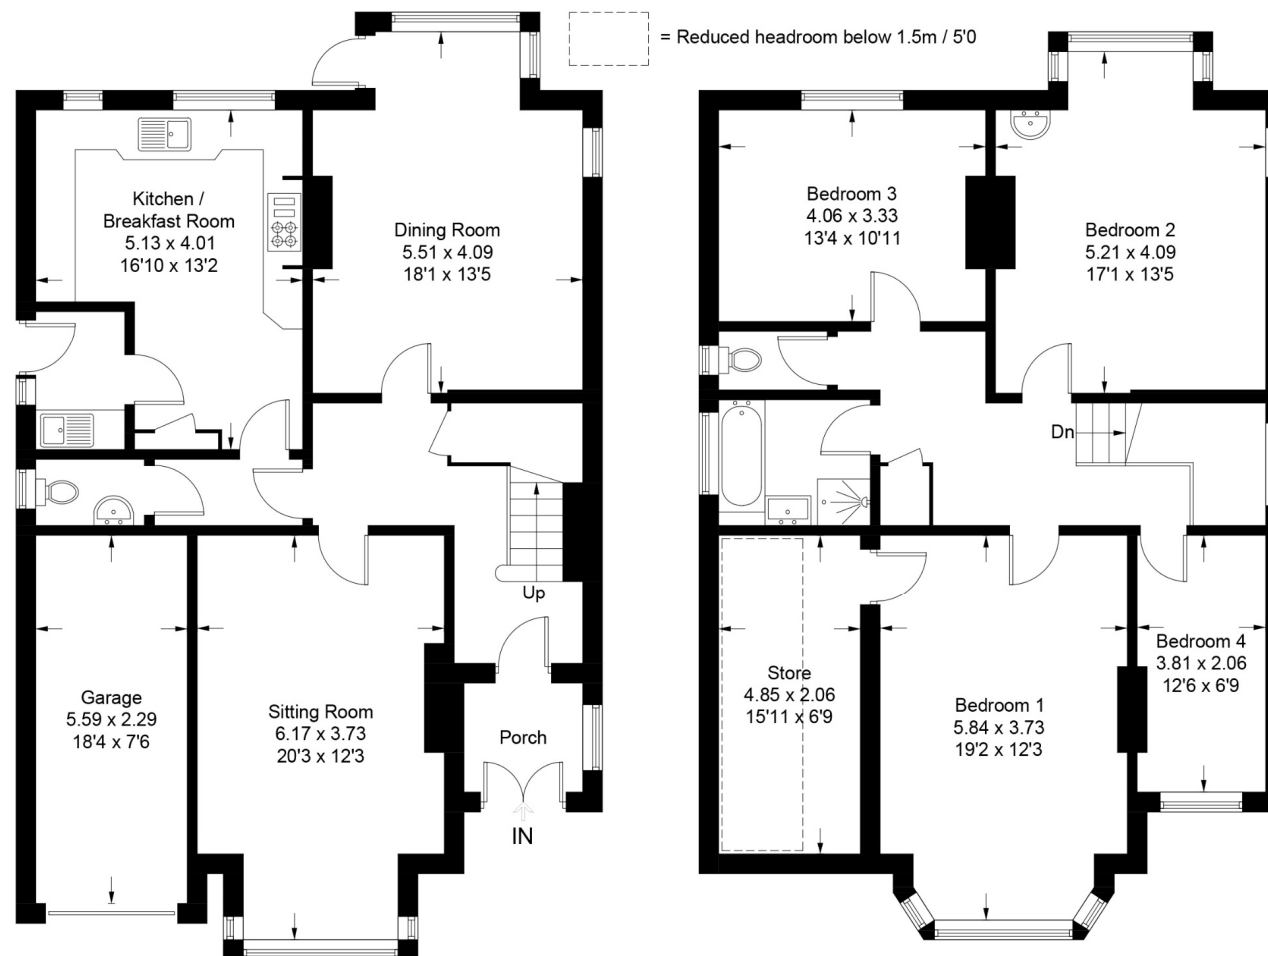 = Reduced headroom below 1.5m / 5'0
Kitchen /
Breakfast Room
5.13 x 4.01
16'10 x 13'2
Dining Room
5.51 x 4.09
18'1 x 13'5
Up
Garage
5.59 x 2.29
18'4 x 7'6
Sitting Room
6.17 x 3.73
20'3 x 12'3
Porch
IN
Bedroom 3
4.06 x 3.33
13'4 x 10'11
Bedroom 2
5.21 x 4.09
17'1 x 13'5
Dn
Store
4.85 x 2.06
15'11 x 6'9
Bedroom 1
5.84 x 3.73
19'2 x 12'3
Bedroom 4
3.81 x 2.06
12'6 x 6'9